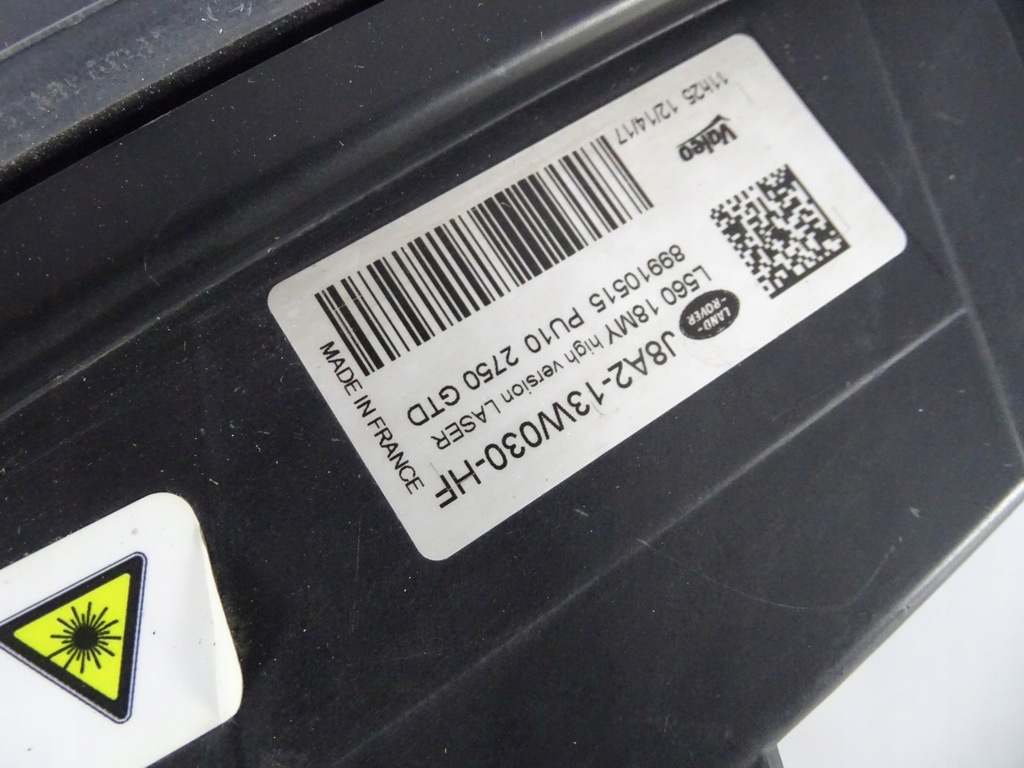 LAND-
ROVER
J8A2-13W030-HF
L560 18MY high version LASER
89910515 PU10 2750 GTD
MADE IN FRANCE
Valeo
11h25 12/14/17